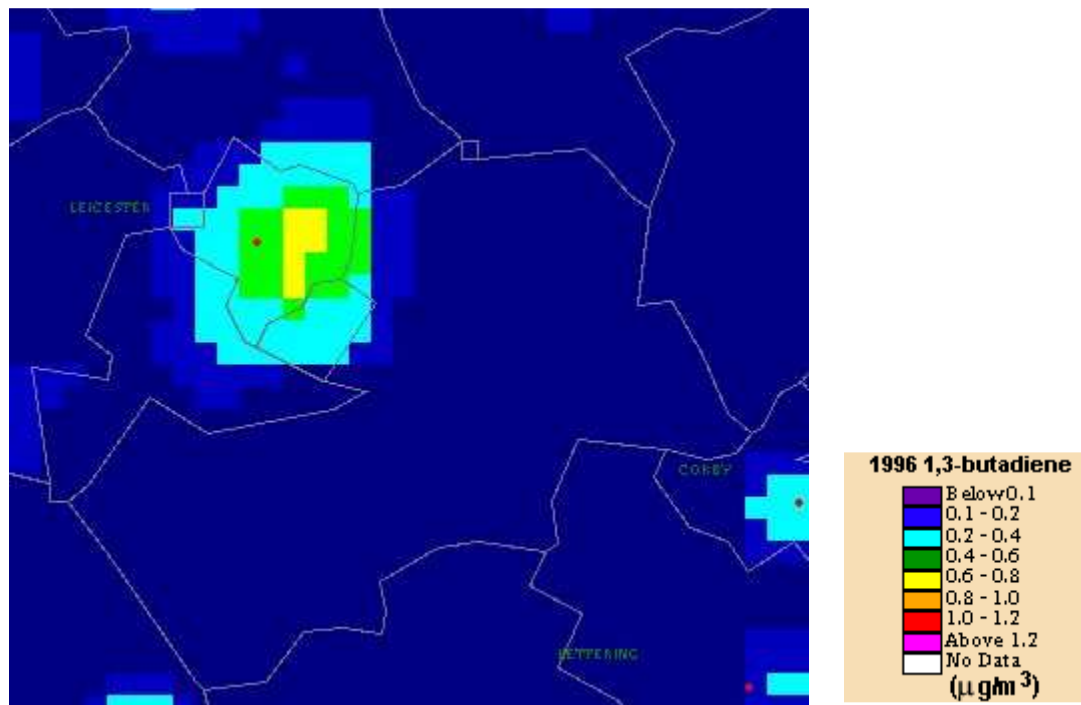 LEICESTER
CORBY
KETTERING
1996 1,3-butadiene
Below 0.1
0.1 - 0.2
0.2 - 0.4
0.4 - 0.6
0.6 - 0.8
0.8 - 1.0
1.0 - 1.2
Above 1.2
No Data
(μg/m³)